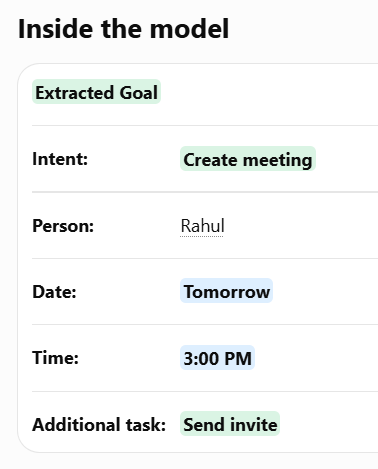 Inside the model
Extracted Goal
Intent: Create meeting
Person: Rahul
Date: Tomorrow
Time: 3:00 PM
Additional task: Send invite